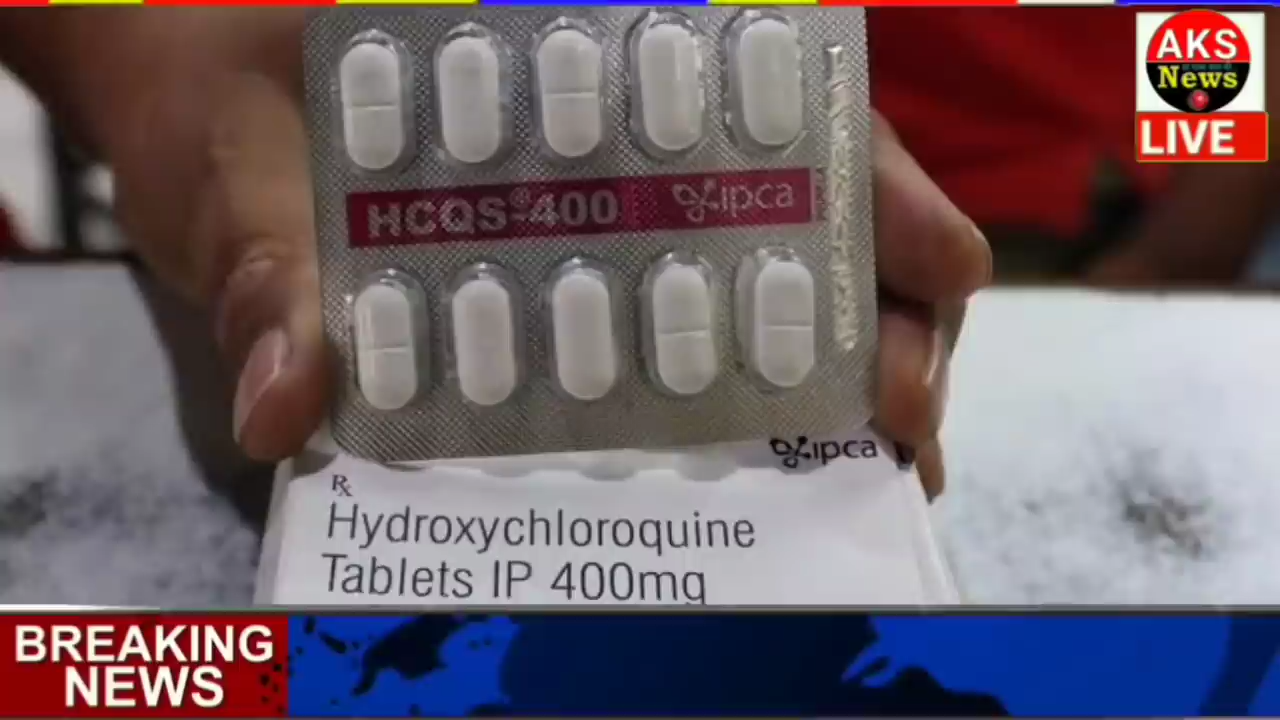 AKS
News
LIVE
HCQS®-400
ipca
ipca
Rx
Hydroxychloroquine
Tablets IP 400mg
BREAKING
NEWS